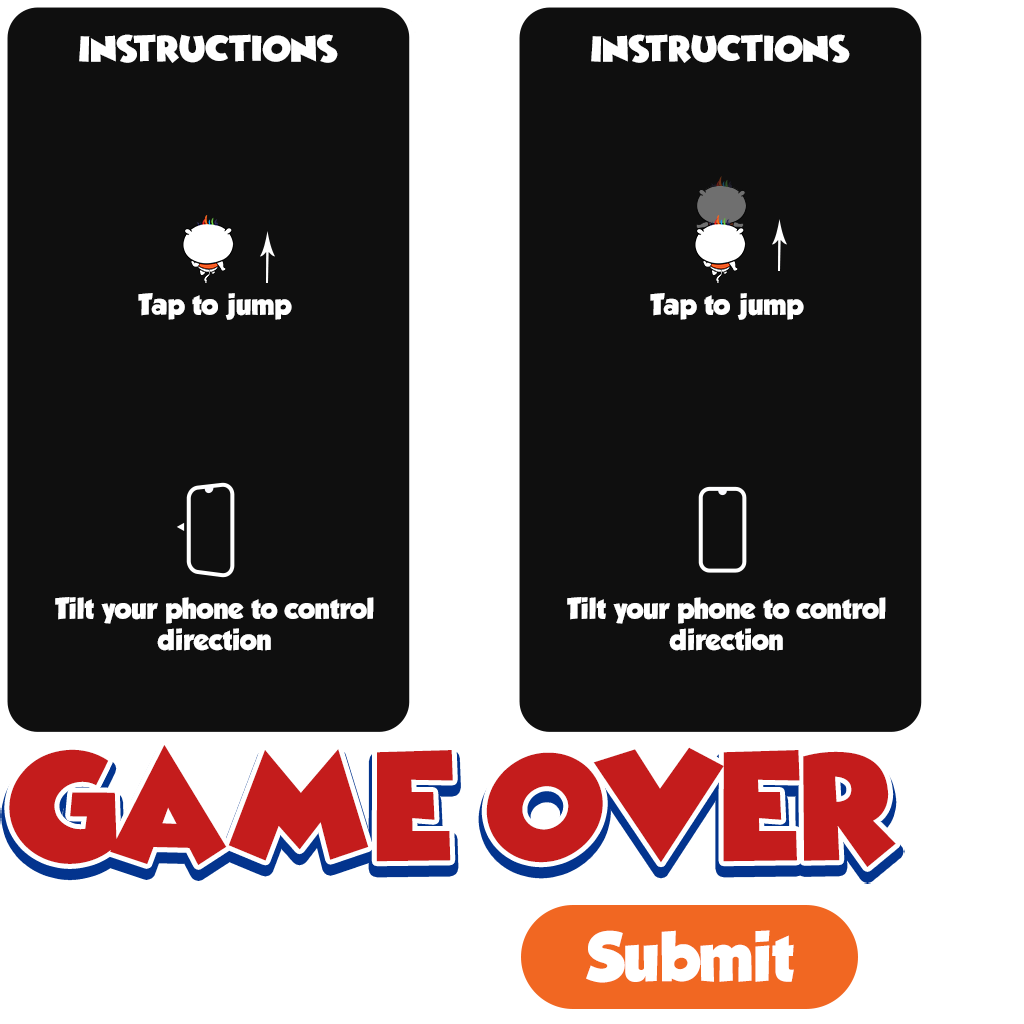 INSTRUCTIONS
Tap to jump
Tilt your phone to control
direction
INSTRUCTIONS
Tap to jump
Tilt your phone to control
direction
GAME OVER
Submit